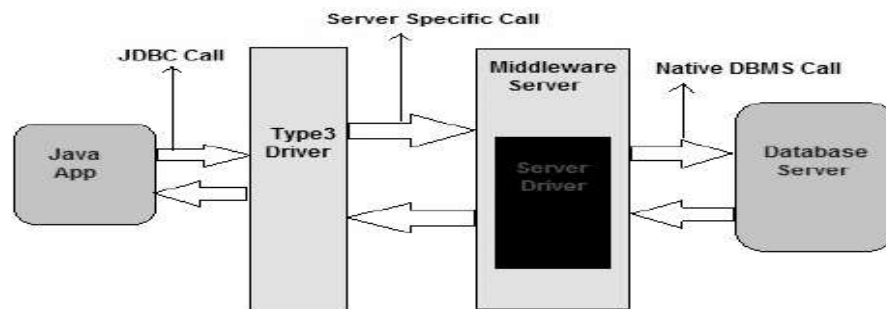 Server Specific Call
JDBC Call
Middleware
Server
Native DBMS Call
Type3
Driver
Java
App
Server
Driver
Database
Server